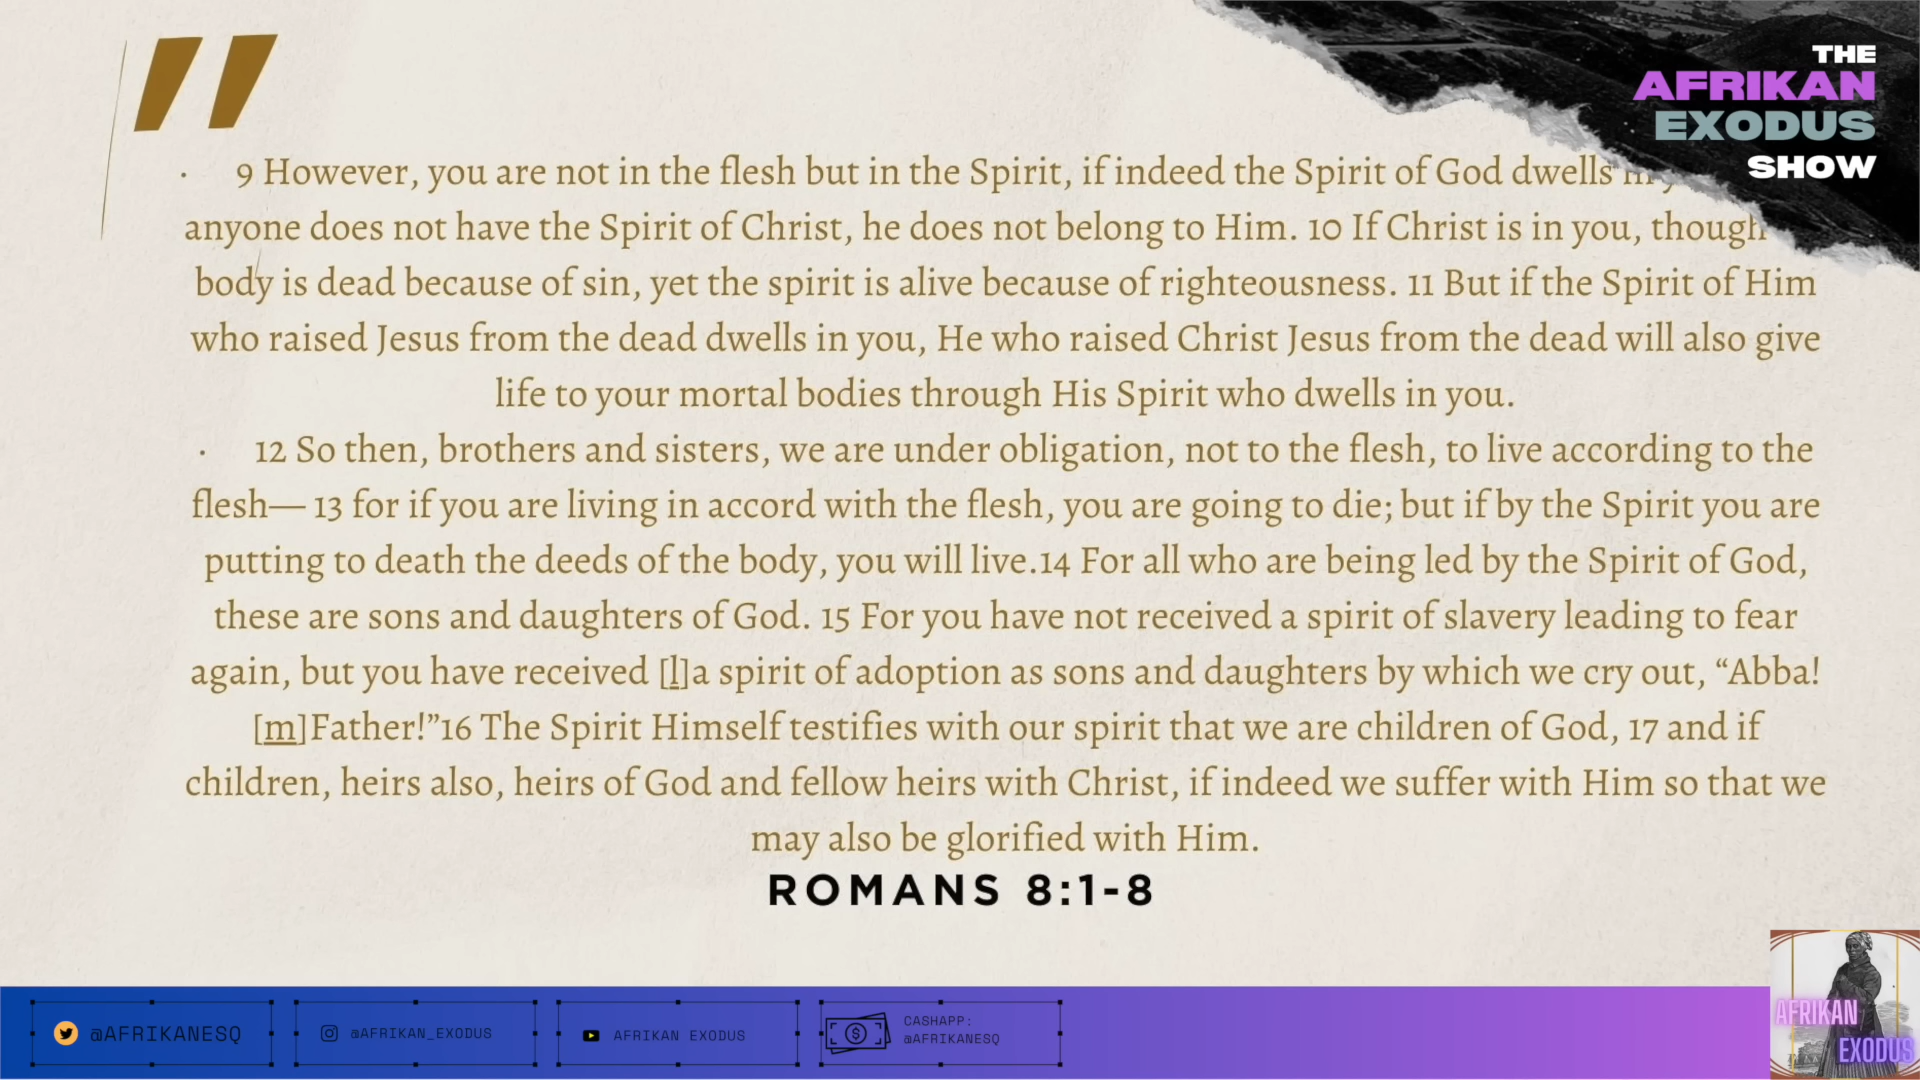 "
THE
AFRIKAN
EXODUS
SHOW
· 9 However, you are not in the flesh but in the Spirit, if indeed the Spirit of God dwells in
anyone does not have the Spirit of Christ, he does not belong to Him. 10 If Christ is in you, though
body is dead because of sin, yet the spirit is alive because of righteousness. 11 But if the Spirit of Him
who raised Jesus from the dead dwells in you, He who raised Christ Jesus from the dead will also give
life to your mortal bodies through His Spirit who dwells in you.
· 12 So then, brothers and sisters, we are under obligation, not to the flesh, to live according to the
flesh— 13 for if you are living in accord with the flesh, you are going to die; but if by the Spirit you are
putting to death the deeds of the body, you will live.14 For all who are being led by the Spirit of God,
these are sons and daughters of God. 15 For you have not received a spirit of slavery leading to fear
again, but you have received [l]a spirit of adoption as sons and daughters by which we cry out, “Abba!
[m]Father!”16 The Spirit Himself testifies with our spirit that we are children of God, 17 and if
children, heirs also, heirs of God and fellow heirs with Christ, if indeed we suffer with Him so that we
may also be glorified with Him.
ROMANS 8:1-8
@AFRIKANESQ
@AFRIKAN_EXODUS
AFRIKAN EXODUS
CASHAPP:
@AFRIKANESQ
AFRIKAN
EXODUS